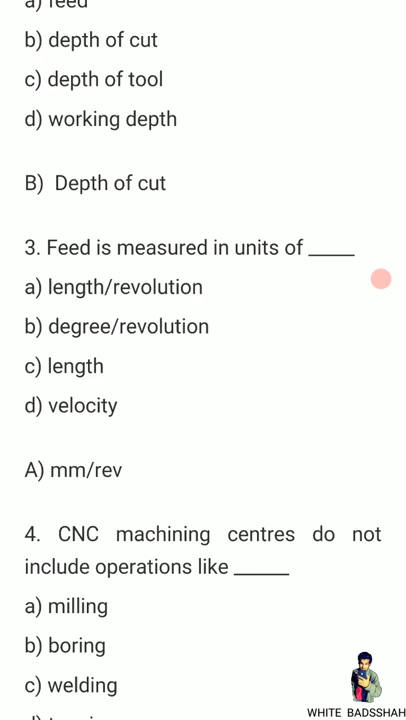 a) feed
b) depth of cut
c) depth of tool
d) working depth
B) Depth of cut
3. Feed is measured in units of _____
a) length/revolution
b) degree/revolution
c) length
d) velocity
A) mm/rev
4. CNC machining centres do not
include operations like ______
a) milling
b) boring
c) welding
WHITE BADSSHAH